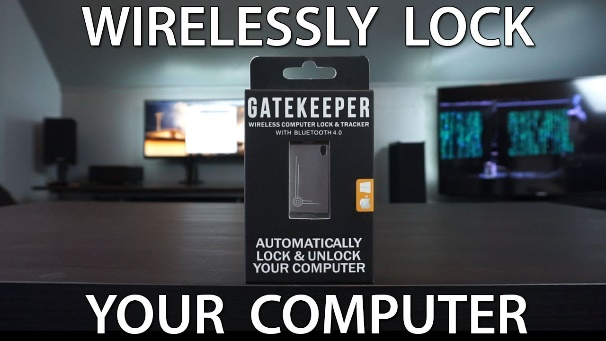 WIRELESSLY LOCK
GATEKEEPER
WIRELESS COMPUTER LOCK & TRACKER
WITH BLUETOOTH 4.0
AUTOMATICALLY
LOCK & UNLOCK
YOUR COMPUTER
YOUR COMPUTER